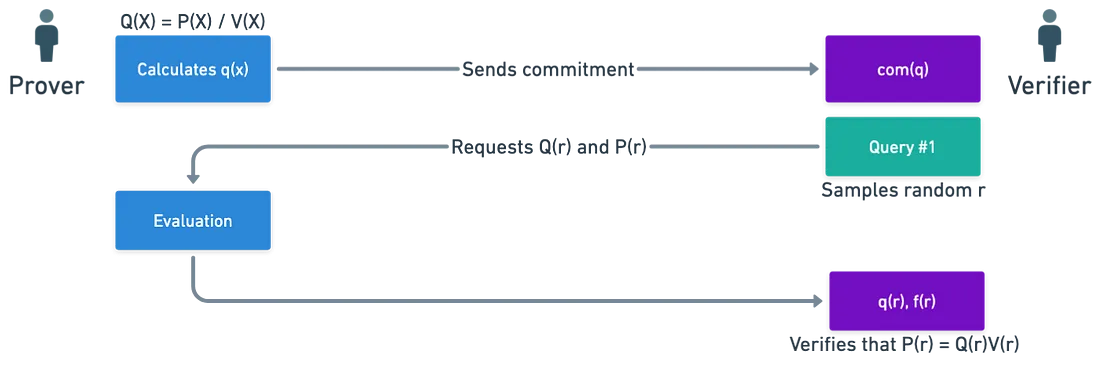 Q(X) = P(X) / V(X)
Prover
Calculates q(x)
Sends commitment
com(q)
Verifier
Requests Q(r) and P(r)
Query #1
Samples random r
Evaluation
q(r), f(r)
Verifies that P(r) = Q(r)V(r)